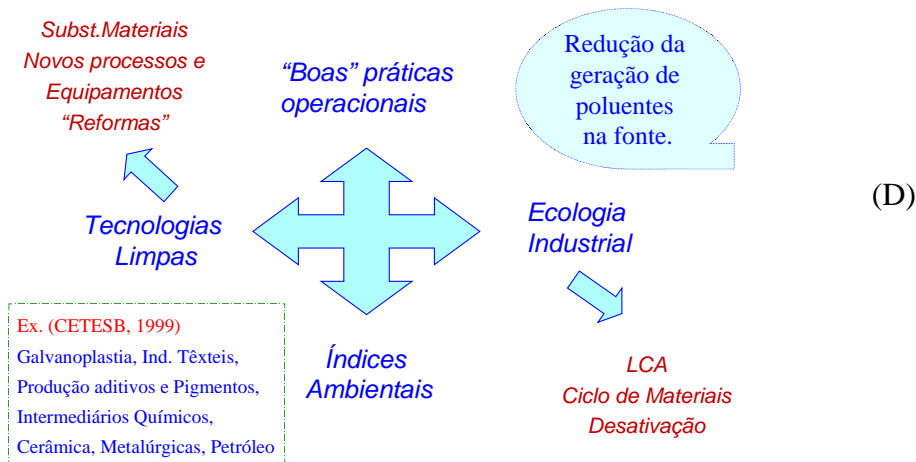 Subst.Materiais
Novos processos e
Equipamentos
“Reformas”
“Boas” práticas
operacionais
Redução da
geração de
poluentes
na fonte.
(D)
Tecnologias
Limpas
Ecologia
Industrial
Ex. (CETESB, 1999)
Galvanoplastia, Ind. Têxteis,
Produção aditivos e Pigmentos,
Intermediários Químicos,
Cerâmica, Metalúrgicas, Petróleo
Índices
Ambientais
LCA
Ciclo de Materiais
Desativação